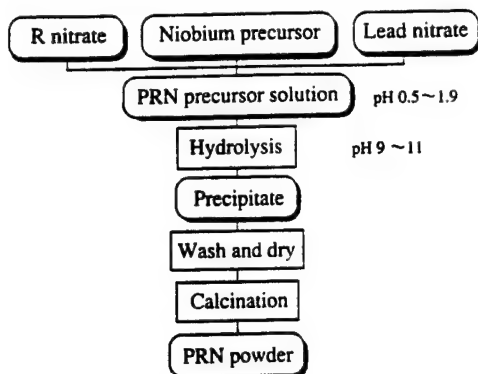 R nitrate
Niobium precursor
Lead nitrate
PRN precursor solution
pH 0.5~1.9
Hydrolysis
pH 9 ~11
Precipitate
Wash and dry
Calcination
PRN powder